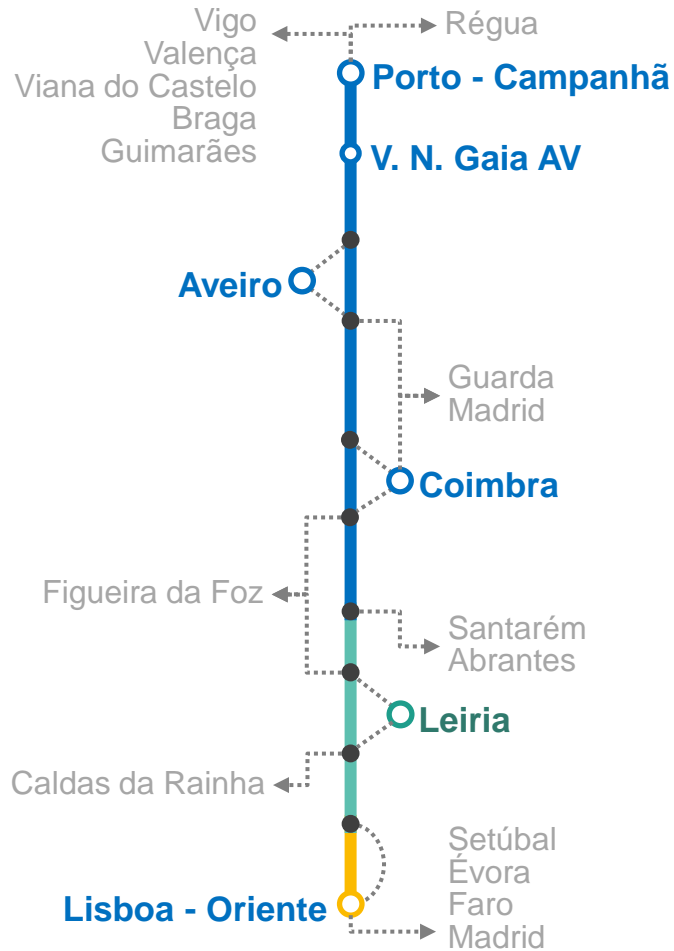 Vigo
Valença
Viana do Castelo
Braga
Guimarães
Régua
Porto - Campanhã
V. N. Gaia AV
Aveiro
Guarda
Madrid
Coimbra
Figueira da Foz
Santarém
Abrantes
Leiria
Caldas da Rainha
Setúbal
Évora
Faro
Madrid
Lisboa - Oriente